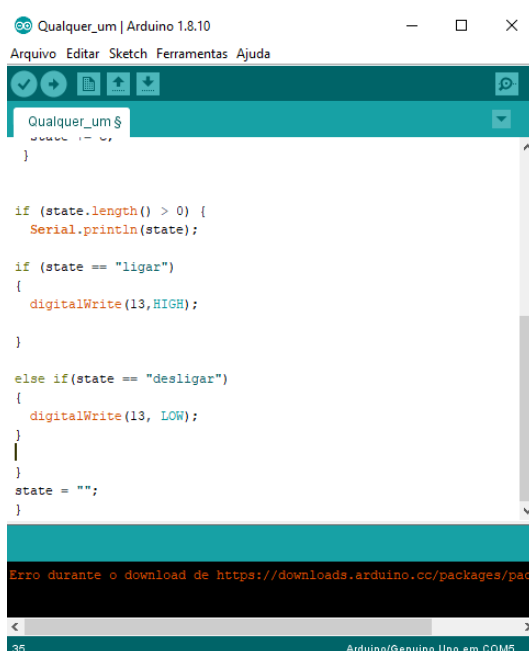 Qualquer_um | Arduino 1.8.10
Arquivo Editar Sketch Ferramentas Ajuda
Qualquer_um §
}
if (state.length() > 0) {
Serial.println(state);
if (state == "ligar")
{
digitalWrite(13,HIGH);
}
else if(state == "desligar")
{
digitalWrite(13, LOW);
}
}
state = "";
}
Erro durante o download de https://downloads.arduino.cc/packages/pac
35
Arduino/Genuino Uno em COM5